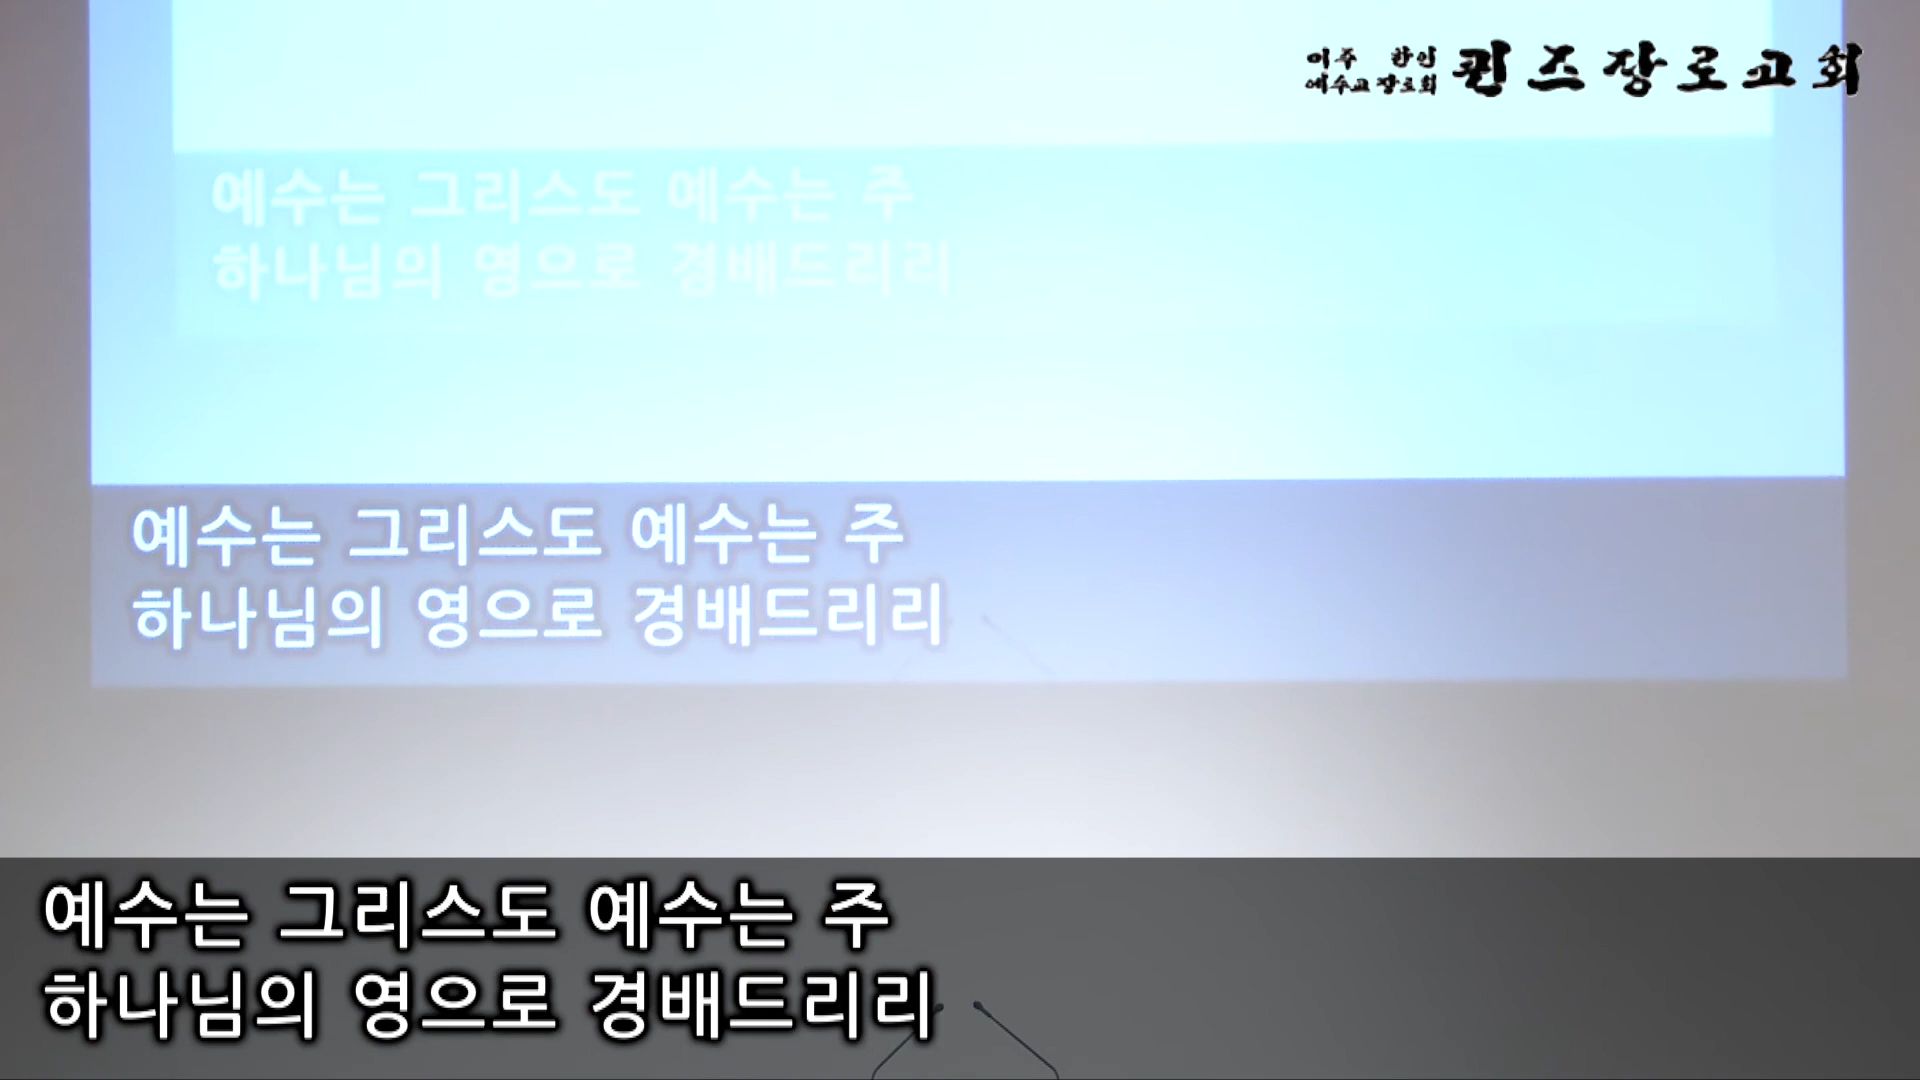 미주 한인
예수교 장로회
퀸즈장로교회
예수는 그리스도 예수는 주
하나님의 영으로 경배드리리
예수는 그리스도 예수는 주
하나님의 영으로 경배드리리
예수는 그리스도 예수는 주
하나님의 영으로 경배드리리